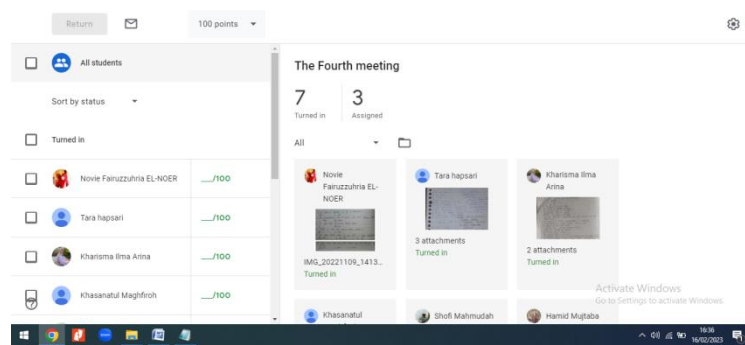 Return
100 points
All students
Sort by status
Turned in
Novie Fairuzzuhria EL-NOER
__/100
Tara hapsari
__/100
Kharisma Ilma Arina
__/100
Khasanatul Maghfiroh
__/100
The Fourth meeting
7
Turned in
3
Assigned
All
Novie
Fairuzzuhria EL-
NOER
IMG_20221109_1413...
Turned in
Tara hapsari
3 attachments
Turned in
Kharisma Ilma
Arina
2 attachments
Turned in
Khasanatul
Shofi Mahmudah
Hamid Mujtaba
Activate Windows
Go to Settings to activate Windows.
16:36
16/02/2023